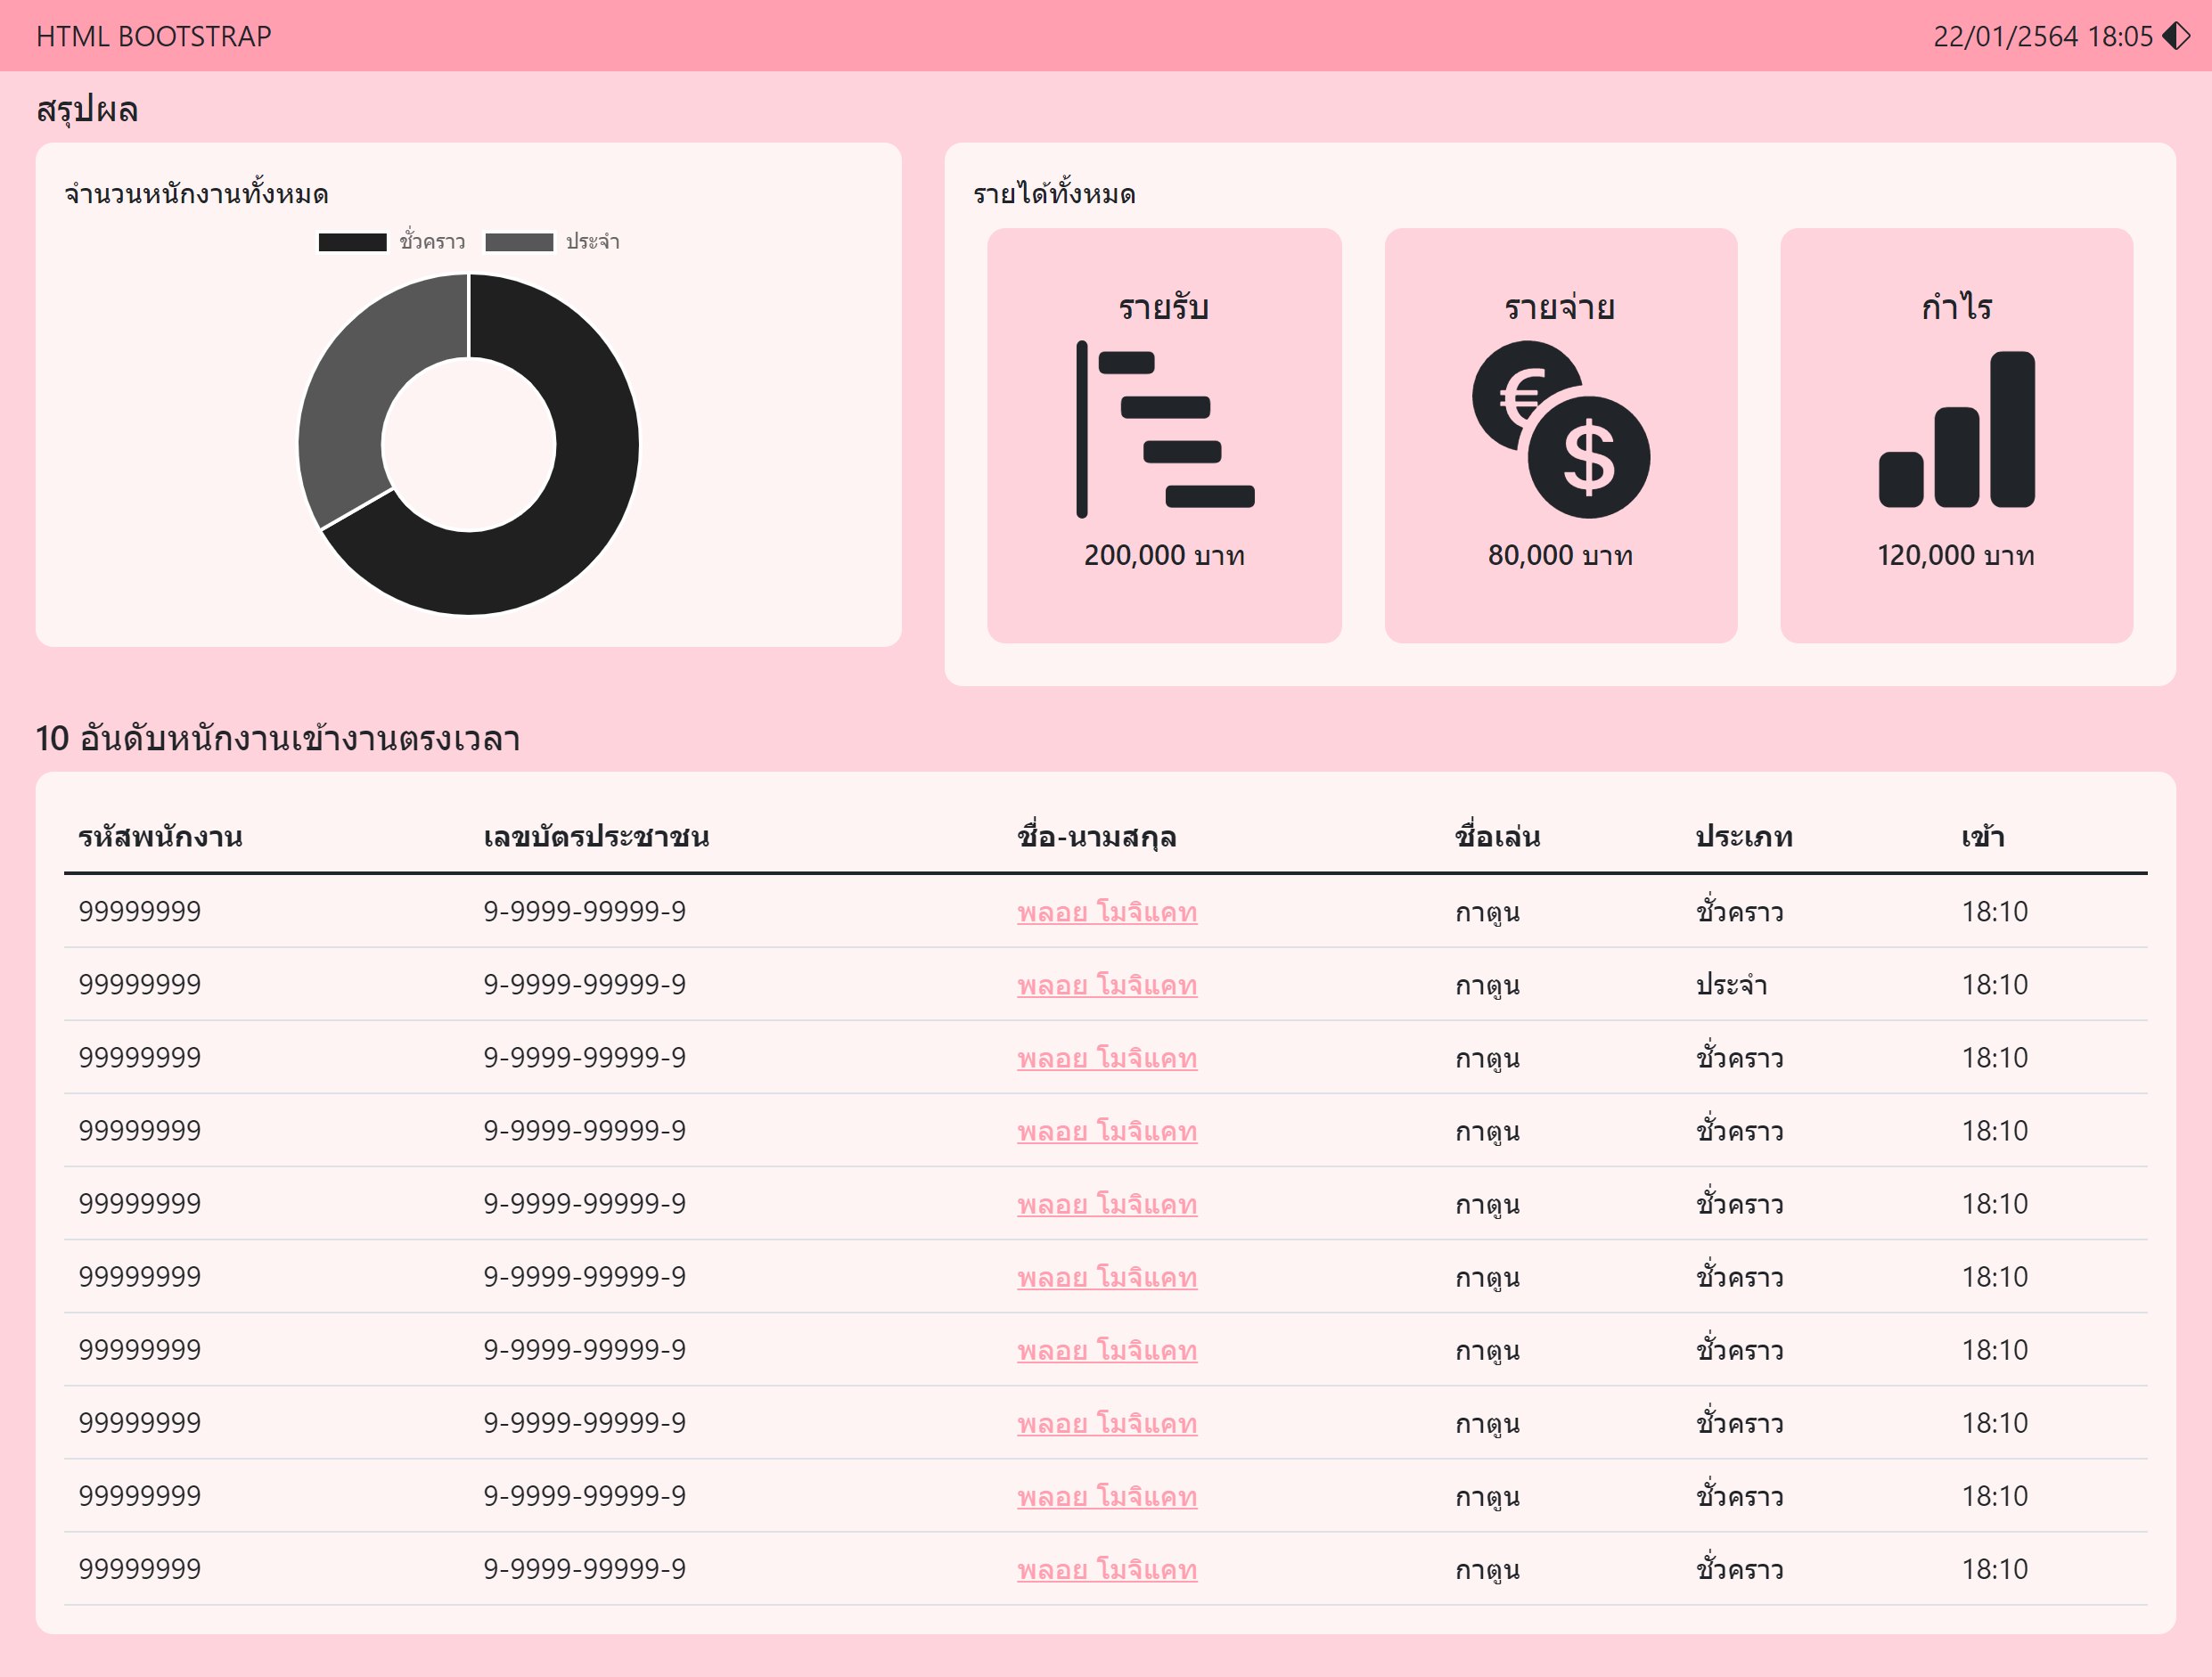 HTML BOOTSTRAP
22/01/2564 18:05
สรุปผล
จำนวนหนักงานทั้งหมด
ชั่วคราว ประจำ
รายได้ทั้งหมด
รายรับ
200,000 บาท
รายจ่าย
80,000 บาท
กำไร
120,000 บาท
10 อันดับหนักงานเข้างานตรงเวลา
รหัสพนักงาน เลขบัตรประชาชน ชื่อ-นามสกุล ชื่อเล่น ประเภท เข้า
99999999 9-9999-99999-9 พลอย โมจิแคท กาตูน ชั่วคราว 18:10
99999999 9-9999-99999-9 พลอย โมจิแคท กาตูน ประจำ 18:10
99999999 9-9999-99999-9 พลอย โมจิแคท กาตูน ชั่วคราว 18:10
99999999 9-9999-99999-9 พลอย โมจิแคท กาตูน ชั่วคราว 18:10
99999999 9-9999-99999-9 พลอย โมจิแคท กาตูน ชั่วคราว 18:10
99999999 9-9999-99999-9 พลอย โมจิแคท กาตูน ชั่วคราว 18:10
99999999 9-9999-99999-9 พลอย โมจิแคท กาตูน ชั่วคราว 18:10
99999999 9-9999-99999-9 พลอย โมจิแคท กาตูน ชั่วคราว 18:10
99999999 9-9999-99999-9 พลอย โมจิแคท กาตูน ชั่วคราว 18:10
99999999 9-9999-99999-9 พลอย โมจิแคท กาตูน ชั่วคราว 18:10